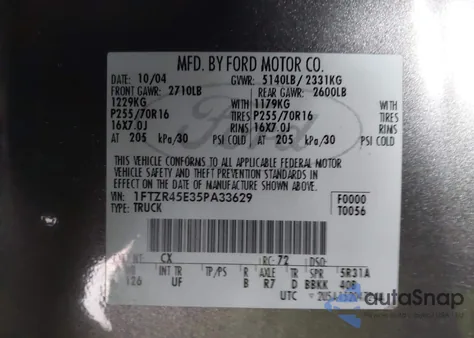 MFD. BY FORD MOTOR CO.
DATE: 10/04 GVWR: 5140LB/ 2331KG
FRONT GAWR: 2710LB REAR GAWR: 2600LB
1229KG WITH 1179KG WITH
P255/70R16 TIRES P255/70R16 TIRES
16X7.0J RIMS 16X7.0J RIMS
AT 205 kPa/30 PSI COLD AT 205 kPa/30 PSI COLD
THIS VEHICLE CONFORMS TO ALL APPLICABLE FEDERAL MOTOR
VEHICLE SAFETY AND THEFT PREVENTION STANDARDS IN
EFFECT ON THE DATE OF MANUFACTURE SHOWN ABOVE.
VIN: 1FTZR45E35PA33629 F0000
TYPE: TRUCK T0056
CX RC: 72 DSO:
WB INT TR TP/PS R AXLE TR SPR 5R31A
126 UF B R7 D BBKK 40B
UTC
autoSnap
Ford